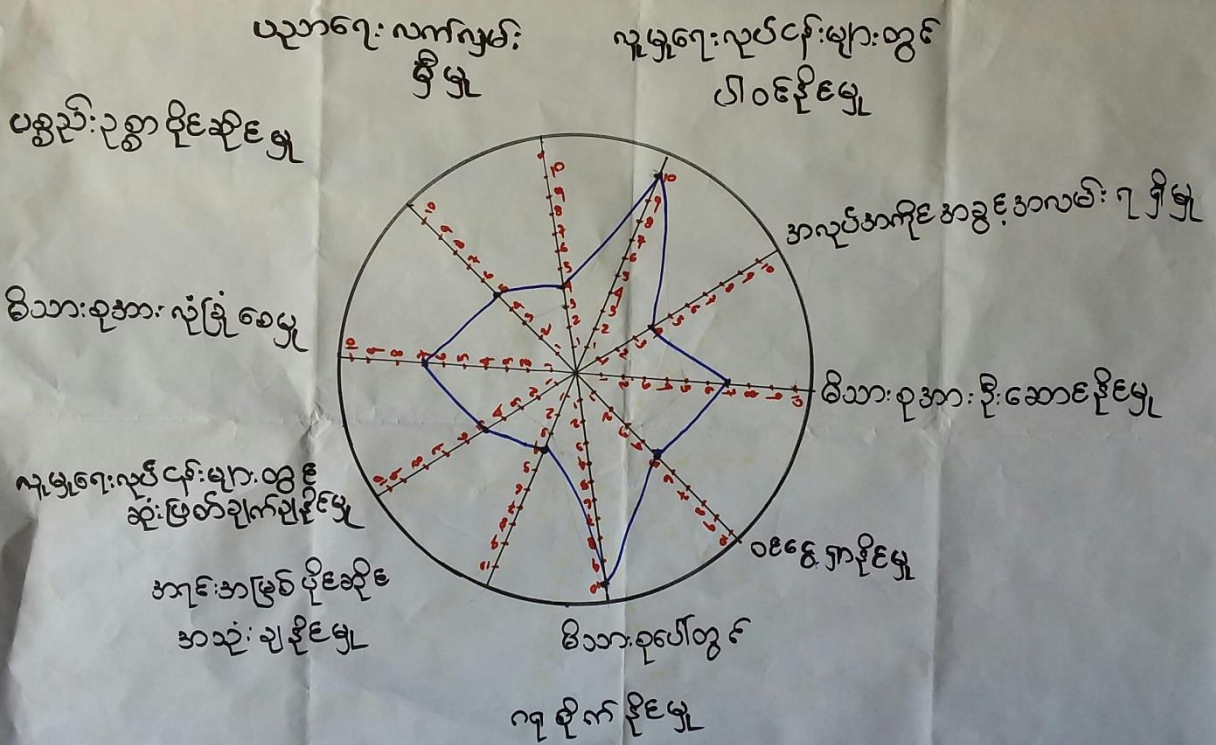 ပညာရေး လက်လှမ်း
မှီမှု
လူမှုရေးလုပ်ငန်းများတွင်
ပါဝင်နိုင်မှု
ပစ္စည်းဥစ္စာပိုင်ဆိုင်မှု
အလုပ်အကိုင်အခွင့်အလမ်း ရရှိမှု
မိသားစုအား လုံခြုံစေမှု
မိသားစုအား ဦးဆောင်နိုင်မှု
လူမှုရေးလုပ်ငန်းများတွင်
ဆုံးဖြတ်ချက်ချနိုင်မှု
ဝင်ငွေရှာနိုင်မှု
အရင်းအမြစ် ပိုင်ဆိုင်
အသုံးချနိုင်မှု
မိသားစုပေါ်တွင်
ဂရုစိုက်နိုင်မှု